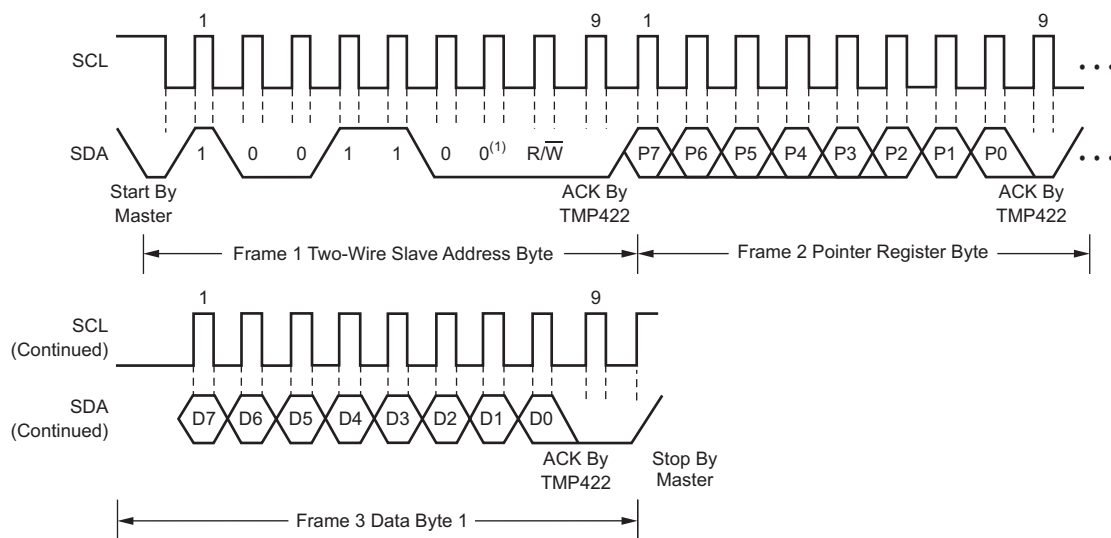 1 9 1 9
SCL
...
SDA 1 0 0 1 1 0 0(1) R/W P7 P6 P5 P4 P3 P2 P1 P0
...
Start By
Master
ACK By
TMP422
ACK By
TMP422
Frame 1 Two-Wire Slave Address Byte
Frame 2 Pointer Register Byte
1 9
SCL
(Continued)
SDA
(Continued)
D7 D6 D5 D4 D3 D2 D1 D0
ACK By
TMP422
Stop By
Master
Frame 3 Data Byte 1